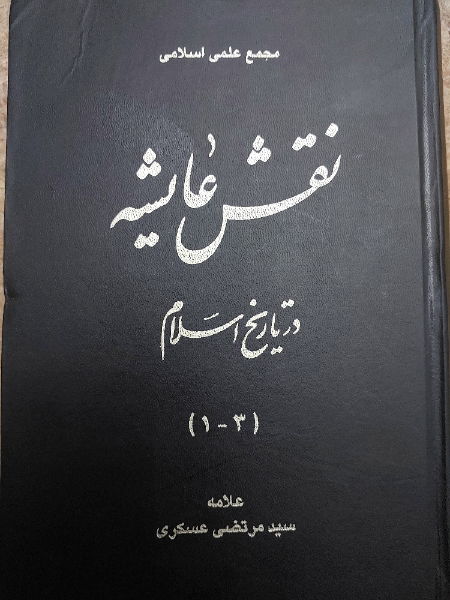 مجمع علمی اسلامی
نقش عایشه
در تاریخ اسلام
(۱-۳)
علامه
سید مرتضی عسکری